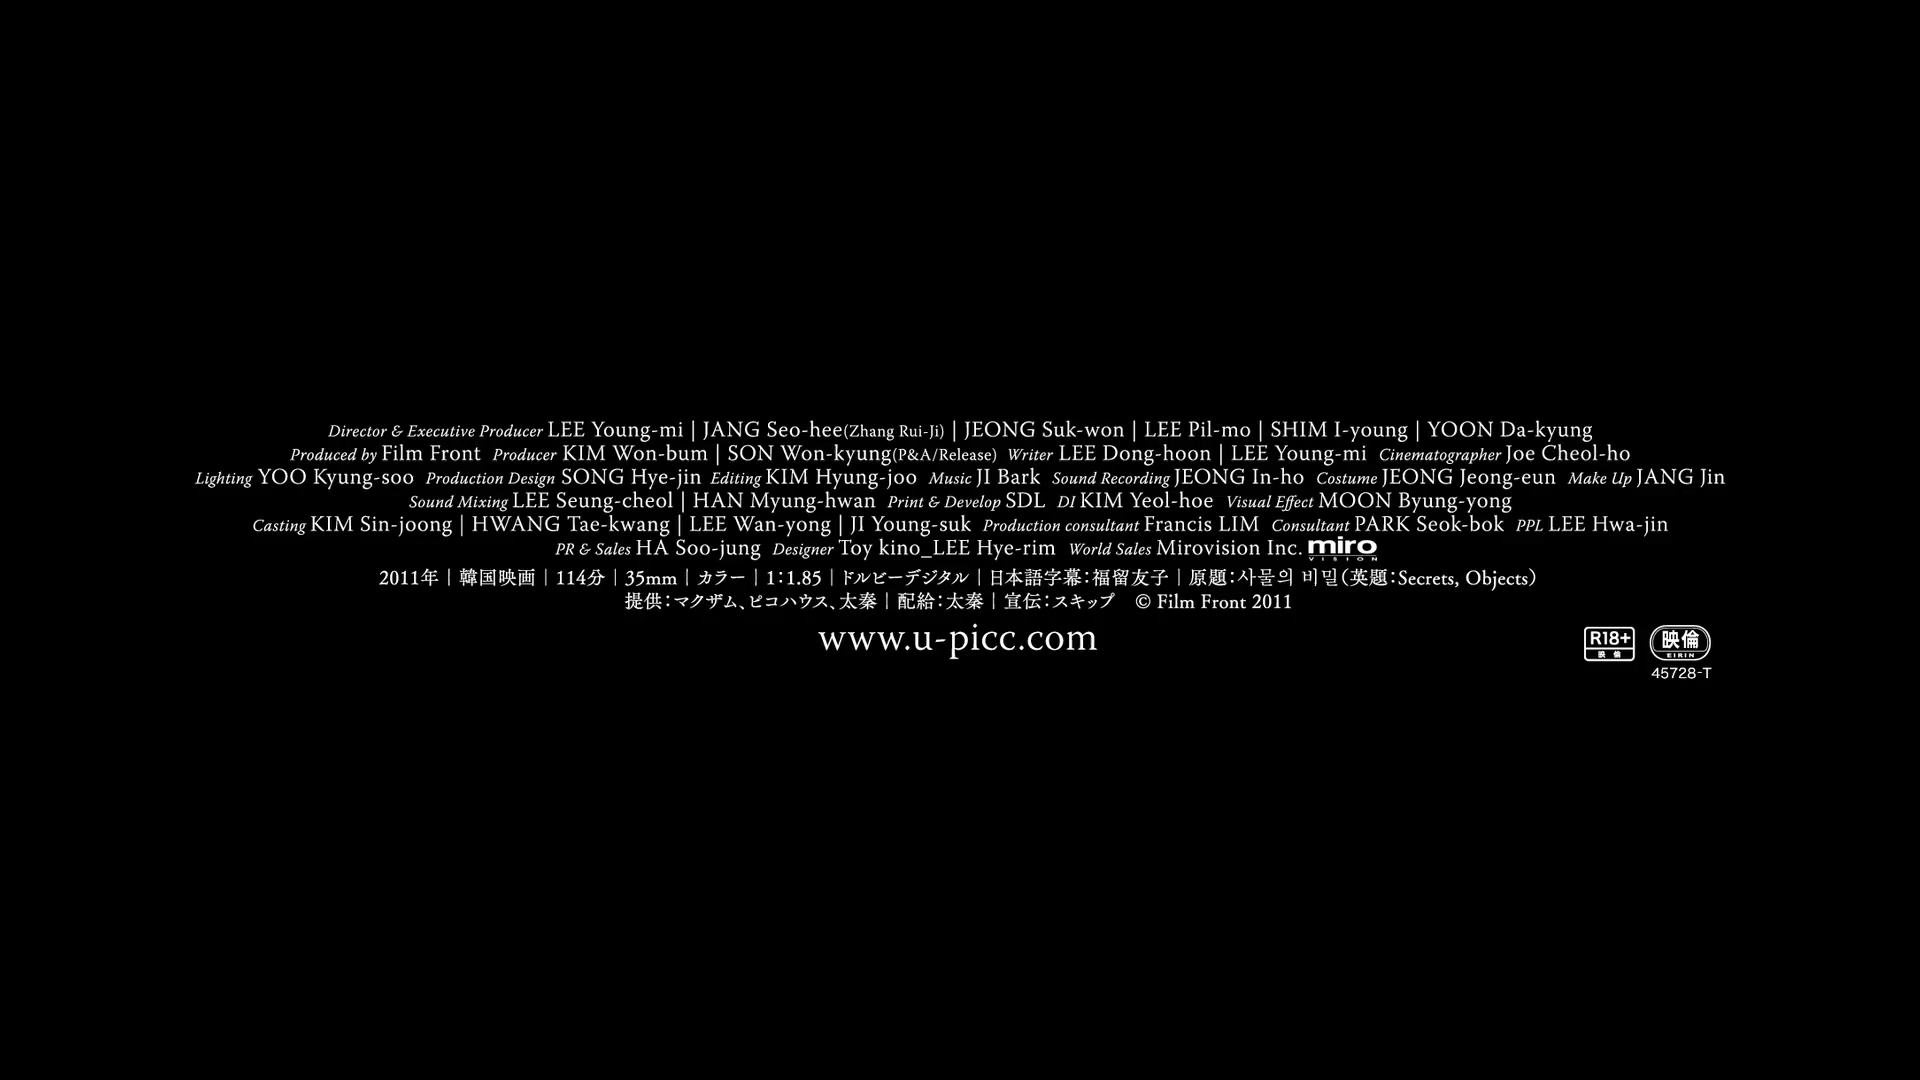 Director & Executive Producer LEE Young-mi | JANG Seo-hee(Zhang Rui-Ji) | JEONG Suk-won | LEE Pil-mo | SHIM I-young | YOON Da-kyung
Produced by Film Front Producer KIM Won-bum | SON Won-kyung(P&A/Release) Writer LEE Dong-hoon | LEE Young-mi Cinematographer Joe Cheol-ho
Lighting YOO Kyung-soo Production Design SONG Hye-jin Editing KIM Hyung-joo Music JI Bark Sound Recording JEONG In-ho Costume JEONG Jeong-eun Make Up JANG Jin
Sound Mixing LEE Seung-cheol | HAN Myung-hwan Print & Develop SDL DI KIM Yeol-hoe Visual Effect MOON Byung-yong
Casting KIM Sin-joong | HWANG Tae-kwang | LEE Wan-yong | JI Young-suk Production consultant Francis LIM Consultant PARK Seok-bok PPL LEE Hwa-jin
PR & Sales HA Soo-jung Designer Toy kino_LEE Hye-rim World Sales Mirovision Inc. miro VISION
2011年 | 韓国映画 | 114分 | 35mm | カラー | 1:1.85 | ドルビーデジタル | 日本語字幕:福留友子 | 原題:사물의 비밀(英題:Secrets, Objects)
提供:マクザム、ピコハウス、太秦 | 配給:太秦 | 宣伝:スキップ © Film Front 2011
www.u-picc.com
R18+ 映倫
映倫 EIRIN
45728-T